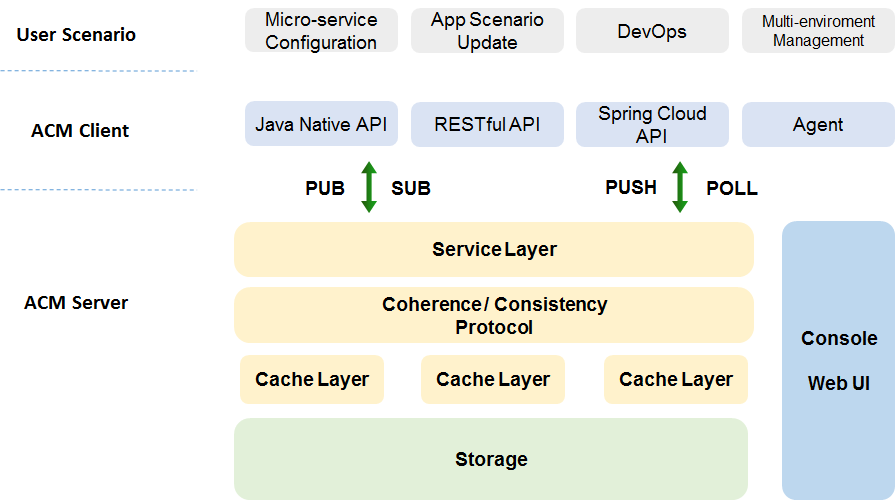 User Scenario
Micro-service
Configuration
App Scenario
Update
DevOps
Multi-enviroment
Management
ACM Client
Java Native API
RESTful API
Spring Cloud
API
Agent
PUB
SUB
PUSH
POLL
ACM Server
Service Layer
Coherence / Consistency
Protocol
Cache Layer
Cache Layer
Cache Layer
Storage
Console
Web UI